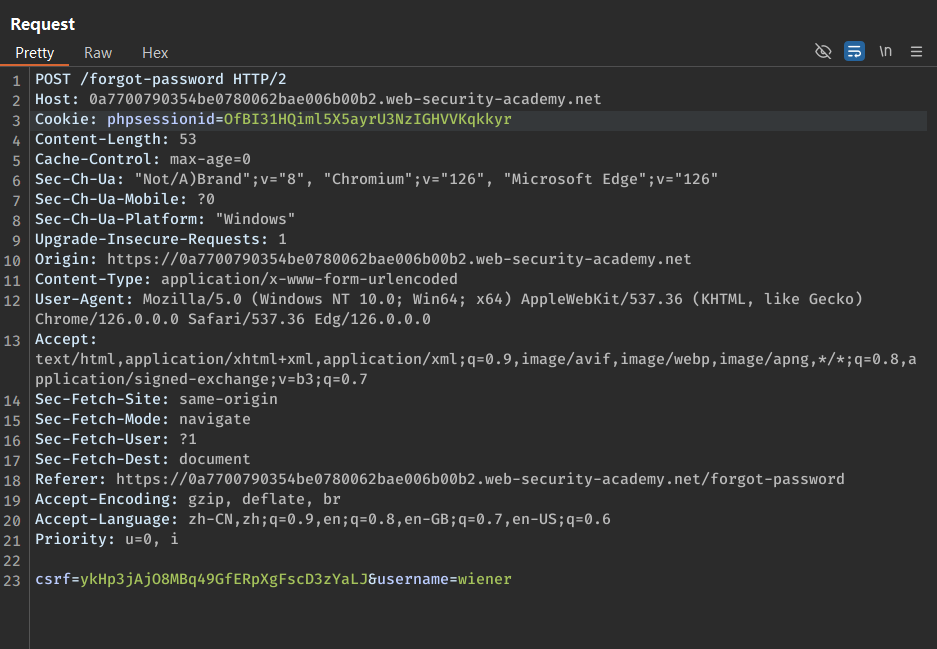 Request
Pretty Raw Hex \n
1 POST /forgot-password HTTP/2
2 Host: 0a7700790354be0780062bae006b00b2.web-security-academy.net
3 Cookie: phpsessionid=OfBI31HQiml5X5ayrU3NzIGHVVKqkkyr
4 Content-Length: 53
5 Cache-Control: max-age=0
6 Sec-Ch-Ua: "Not/A)Brand";v="8", "Chromium";v="126", "Microsoft Edge";v="126"
7 Sec-Ch-Ua-Mobile: ?0
8 Sec-Ch-Ua-Platform: "Windows"
9 Upgrade-Insecure-Requests: 1
10 Origin: https://0a7700790354be0780062bae006b00b2.web-security-academy.net
11 Content-Type: application/x-www-form-urlencoded
12 User-Agent: Mozilla/5.0 (Windows NT 10.0; Win64; x64) AppleWebKit/537.36 (KHTML, like Gecko)
Chrome/126.0.0.0 Safari/537.36 Edg/126.0.0.0
13 Accept:
text/html,application/xhtml+xml,application/xml;q=0.9,image/avif,image/webp,image/apng,*/*;q=0.8,a
pplication/signed-exchange;v=b3;q=0.7
14 Sec-Fetch-Site: same-origin
15 Sec-Fetch-Mode: navigate
16 Sec-Fetch-User: ?1
17 Sec-Fetch-Dest: document
18 Referer: https://0a7700790354be0780062bae006b00b2.web-security-academy.net/forgot-password
19 Accept-Encoding: gzip, deflate, br
20 Accept-Language: zh-CN,zh;q=0.9,en;q=0.8,en-GB;q=0.7,en-US;q=0.6
21 Priority: u=0, i
22
23 csrf=ykHp3jAjO8MBq49GfERpXgFscD3zYaLJ&username=wiener